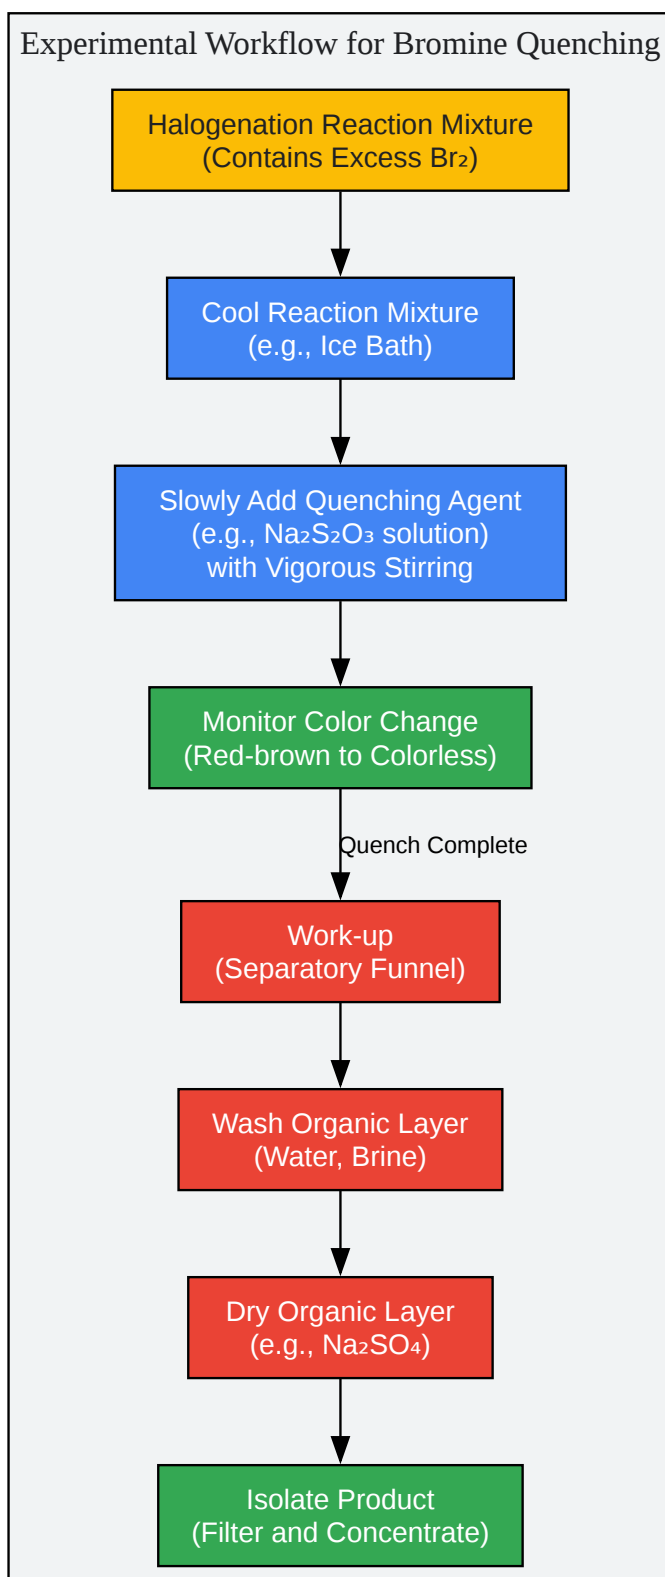 Experimental Workflow for Bromine Quenching
Halogenation Reaction Mixture
(Contains Excess Br₂)
Cool Reaction Mixture
(e.g., Ice Bath)
Slowly Add Quenching Agent
(e.g., Na₂S₂O₃ solution)
with Vigorous Stirring
Monitor Color Change
(Red-brown to Colorless)
Quench Complete
Work-up
(Separatory Funnel)
Wash Organic Layer
(Water, Brine)
Dry Organic Layer
(e.g., Na₂SO₄)
Isolate Product
(Filter and Concentrate)